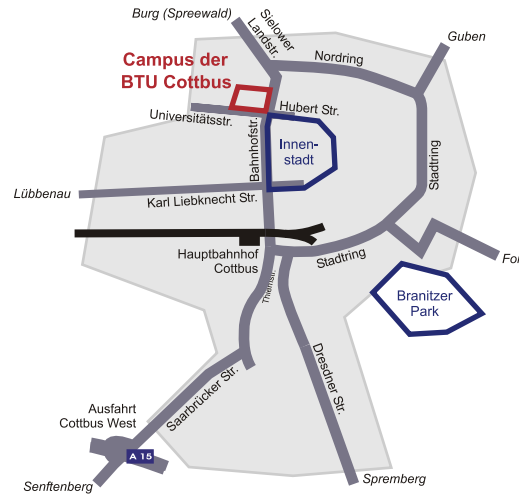 Burg (Spreewald)
Sielower
Landstr.
Guben
Nordring
Campus der
BTU Cottbus
Universitätsstr.
Hubert Str.
Bahnhofstr.
Innen-
stadt
Stadtring
Lübbenau
Karl Liebknecht Str.
Hauptbahnhof
Cottbus
Stadtring
For
Thiemstr.
Branitzer
Park
Dresdner Str.
Saarbrücker Str.
Ausfahrt
Cottbus West
A 15
Senftenberg
Spremberg